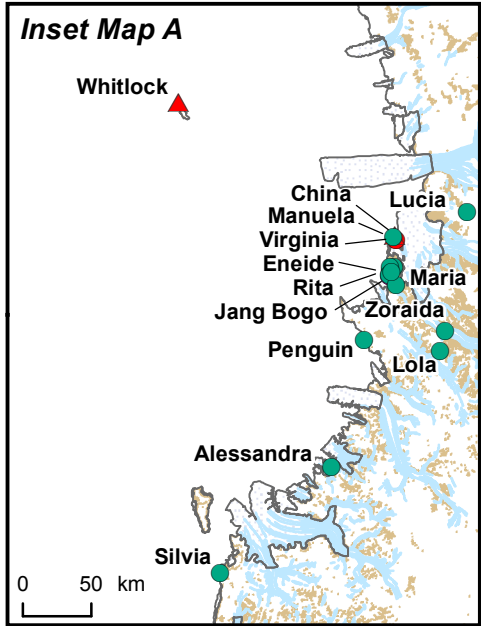 Inset Map A
Whitlock
China
Lucia
Manuela
Virginia
Eneide
Maria
Rita
Jang Bogo
Zoraida
Penguin
Lola
Alessandra
Silvia
0 50 km